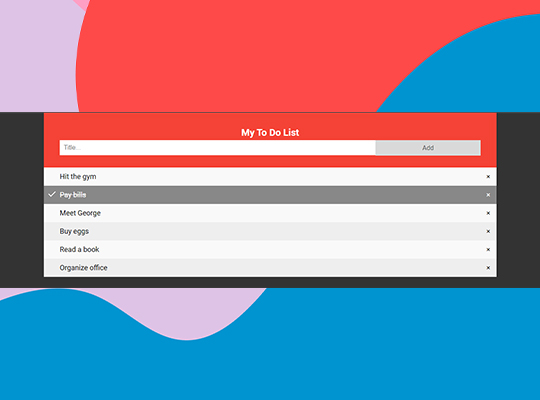 My To Do List
Title... Add
Hit the gym
Pay bills
Meet George
Buy eggs
Read a book
Organize office